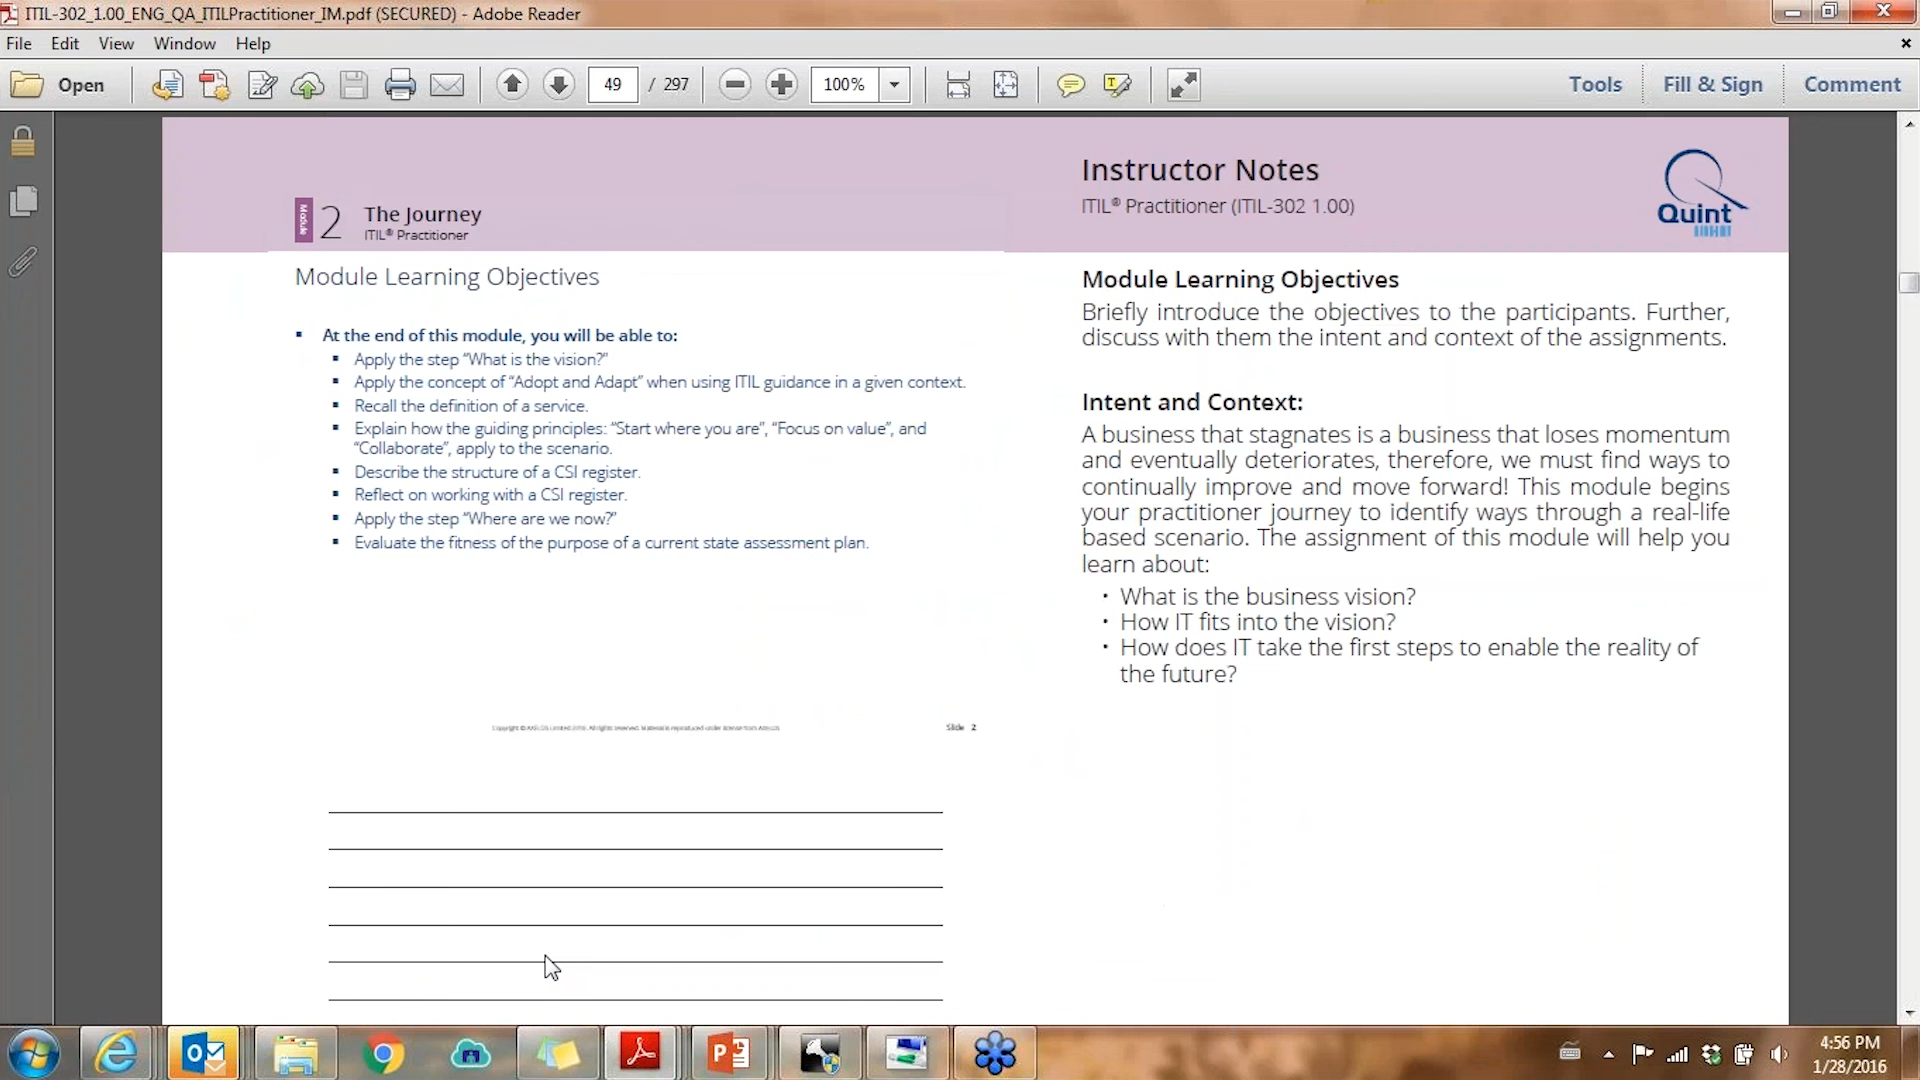 ITIL-302_1.00_ENG_QA_ITILPractitioner_IM.pdf (SECURED) - Adobe Reader
File Edit View Window Help
Open 49 / 297 100% Tools Fill & Sign Comment
Module 2 The Journey
ITIL® Practitioner
Instructor Notes
ITIL® Practitioner (ITIL-302 1.00)
Quint
Module Learning Objectives
▪ At the end of this module, you will be able to:
▪ Apply the step “What is the vision?”
▪ Apply the concept of “Adopt and Adapt” when using ITIL guidance in a given context.
▪ Recall the definition of a service.
▪ Explain how the guiding principles: “Start where you are”, “Focus on value”, and
“Collaborate”, apply to the scenario.
▪ Describe the structure of a CSI register.
▪ Reflect on working with a CSI register.
▪ Apply the step “Where are we now?”
▪ Evaluate the fitness of the purpose of a current state assessment plan.
Slide 2
Module Learning Objectives
Briefly introduce the objectives to the participants. Further,
discuss with them the intent and context of the assignments.
Intent and Context:
A business that stagnates is a business that loses momentum
and eventually deteriorates, therefore, we must find ways to
continually improve and move forward! This module begins
your practitioner journey to identify ways through a real-life
based scenario. The assignment of this module will help you
learn about:
• What is the business vision?
• How IT fits into the vision?
• How does IT take the first steps to enable the reality of
the future?
4:56 PM
1/28/2016